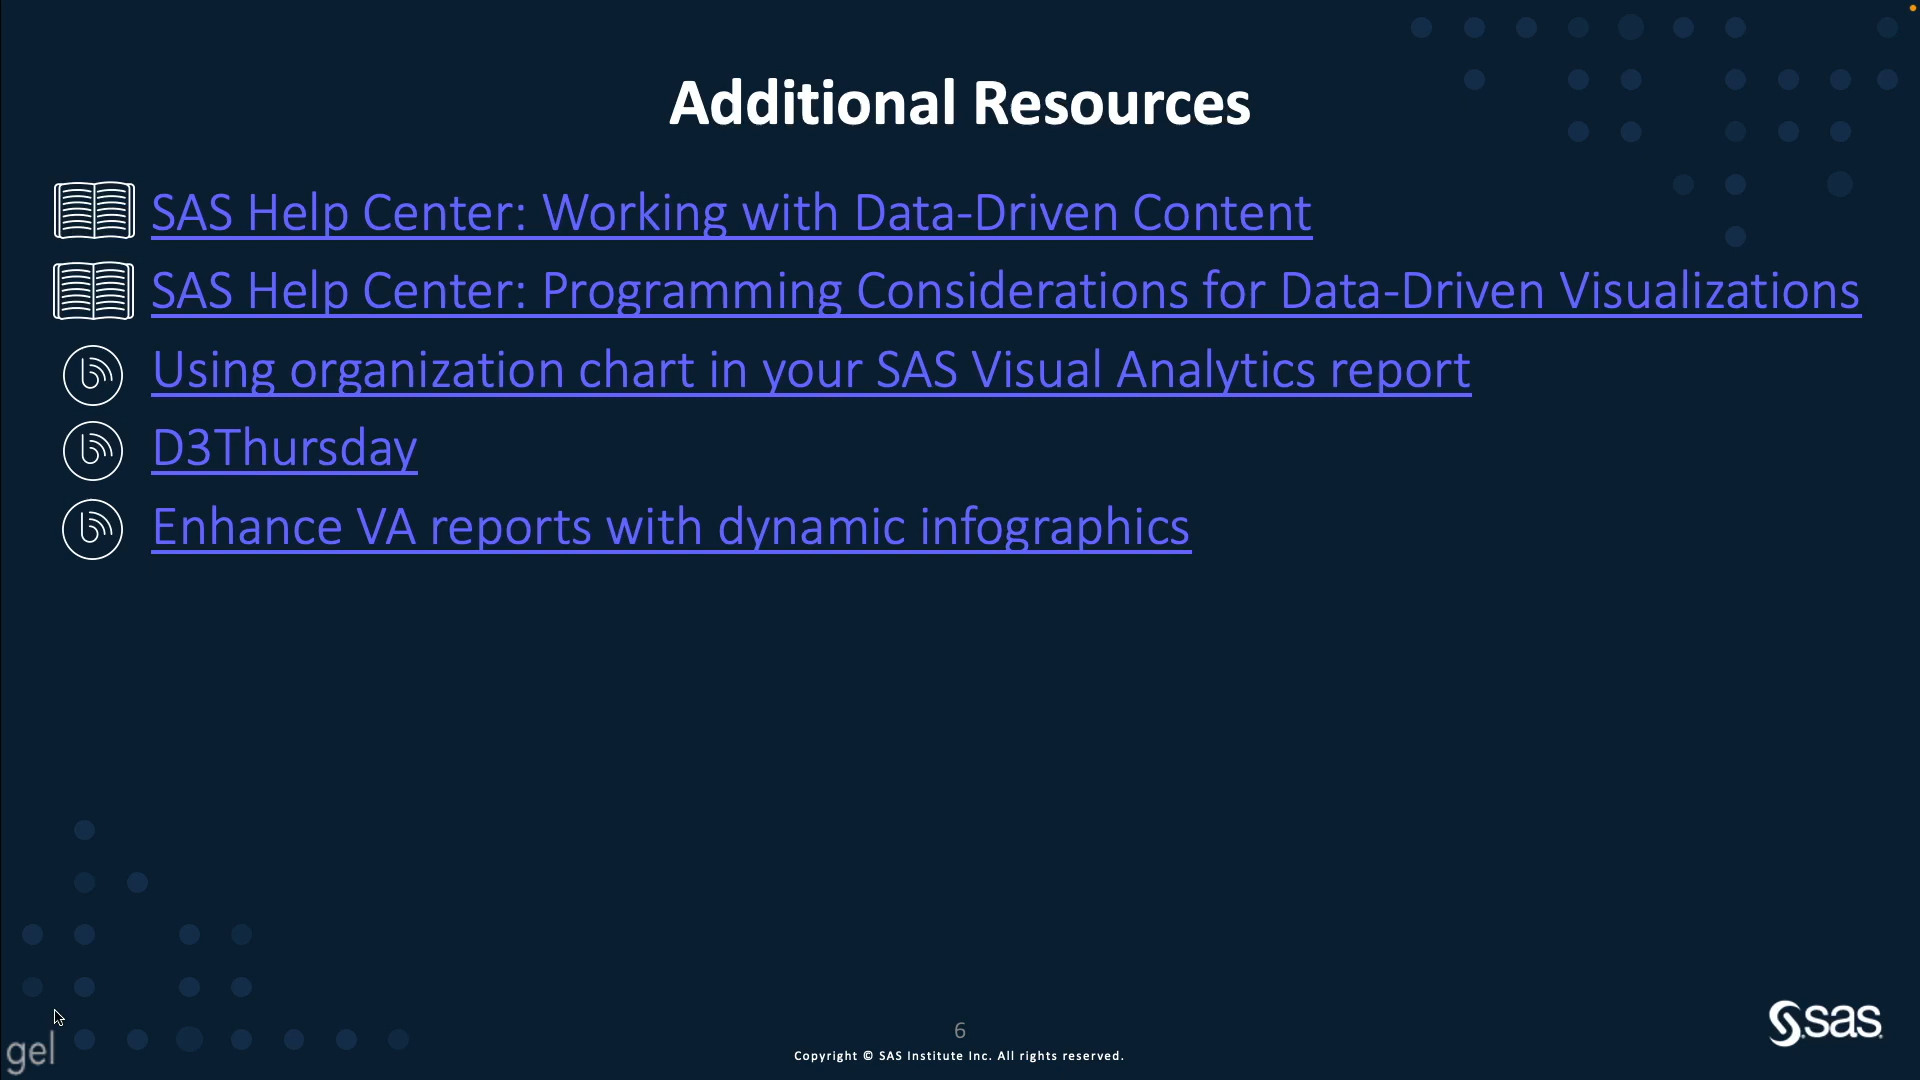 Additional Resources
SAS Help Center: Working with Data-Driven Content
SAS Help Center: Programming Considerations for Data-Driven Visualizations
Using organization chart in your SAS Visual Analytics report
D3Thursday
Enhance VA reports with dynamic infographics
6
Copyright © SAS Institute Inc. All rights reserved.
gel
sas